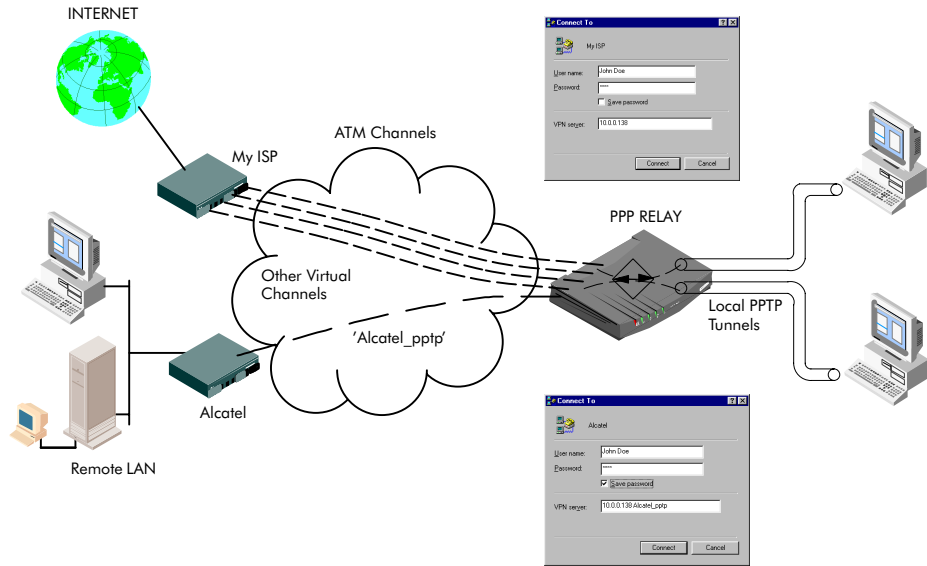 INTERNET
My ISP
ATM Channels
Other Virtual
Channels
'Alcatel_pptp'
Alcatel
Remote LAN
PPP RELAY
Local PPTP
Tunnels
Connect To
My ISP
User name:
John Doe
Password:
****
Save password
VPN server:
10.0.0.138
Connect
Cancel
Connect To
Alcatel
User name:
John Doe
Password:
****
Save password
VPN server:
10.0.0.138 Alcatel_pptp
Connect
Cancel